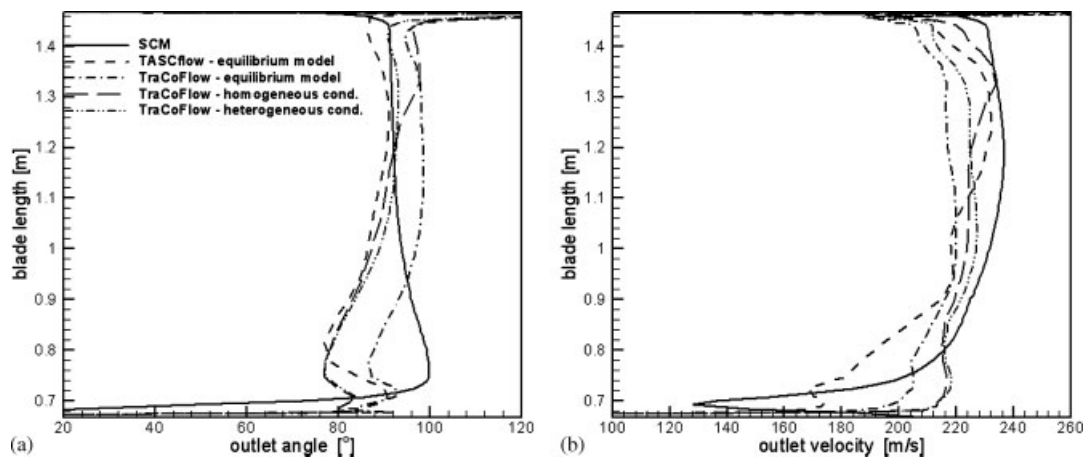 1.4
1.3
1.2
1.1
1
0.9
0.8
0.7
blade length [m]
SCM
TASCflow - equilibrium model
TraCoFlow - equilibrium model
TraCoFlow - homogeneous cond.
TraCoFlow - heterogeneous cond.
20 40 60 80 100 120
(a) outlet angle [°]
1.4
1.3
1.2
1.1
1
0.9
0.8
0.7
blade length [m]
100 120 140 160 180 200 220 240 260
(b) outlet velocity [m/s]